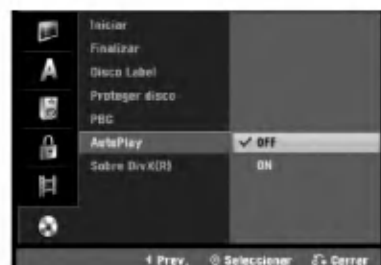 Iniciar
Finalizar
Disco Label
Proteger disco
PBC
AutoPlay
✓ OFF
Sobre DivX(R)
ON
Prev. Seleccionar Cerrar